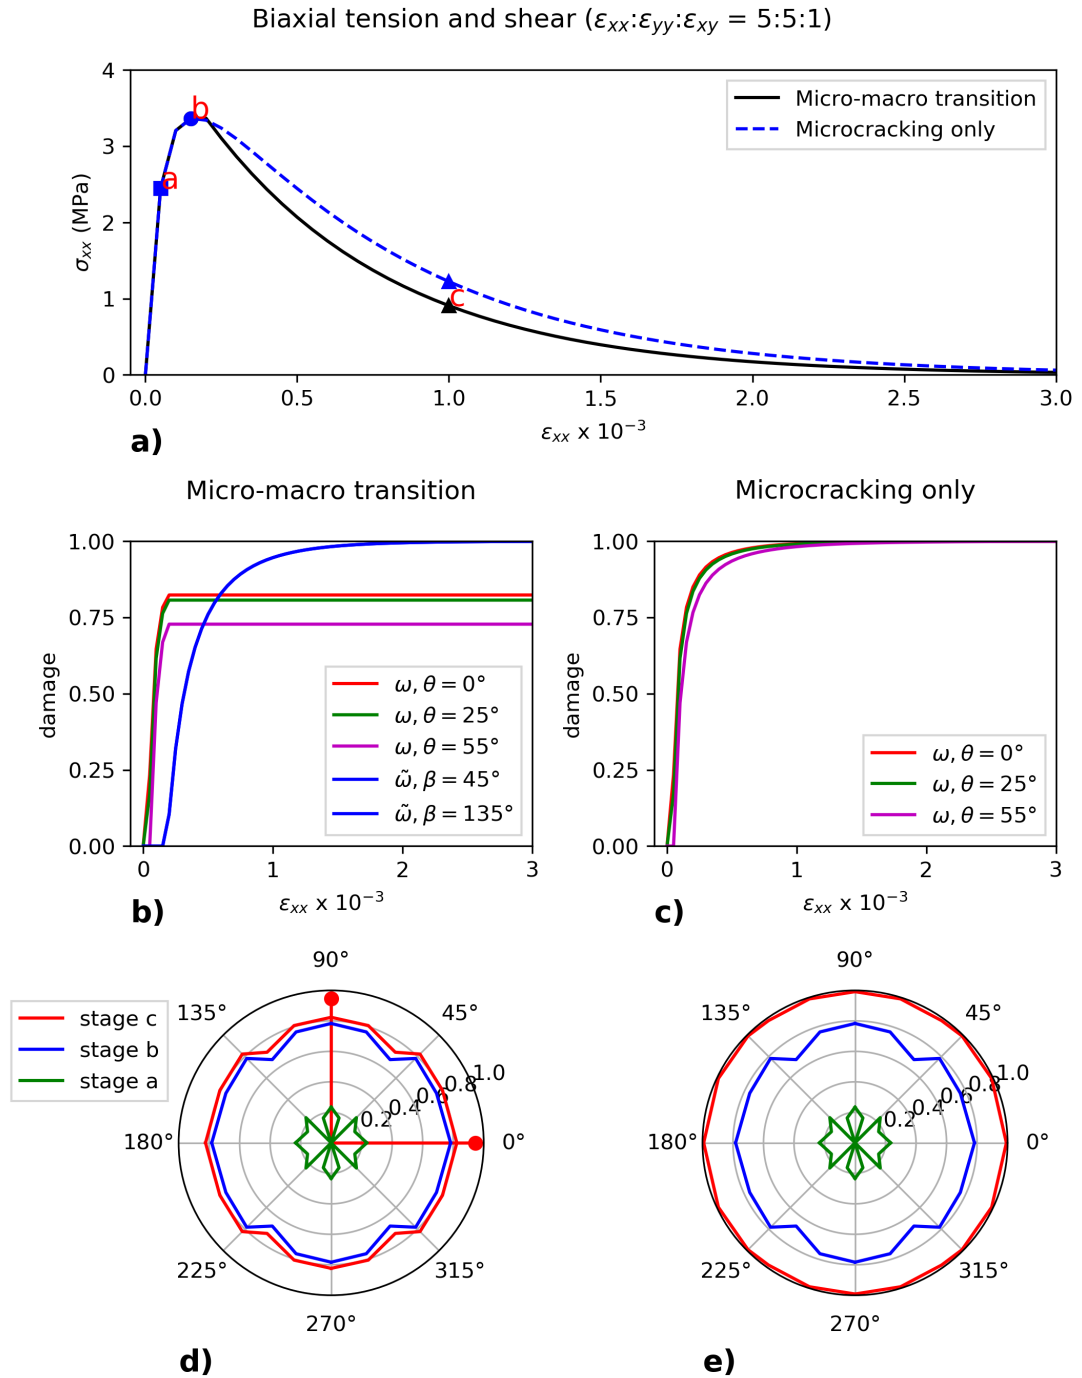 Biaxial tension and shear (εxx:εyy:εxy = 5:5:1)
4
3
2
1
0
σxx (MPa)
b
a
c
Micro-macro transition
Microcracking only
0.0 0.5 1.0 1.5 2.0 2.5 3.0
εxx x 10⁻³
a)
Micro-macro transition
1.00
0.75
0.50
0.25
0.00
damage
ω, θ = 0°
ω, θ = 25°
ω, θ = 55°
ω̃, β = 45°
ω̃, β = 135°
0 1 2 3
εxx x 10⁻³
b)
Microcracking only
1.00
0.75
0.50
0.25
0.00
damage
ω, θ = 0°
ω, θ = 25°
ω, θ = 55°
0 1 2 3
εxx x 10⁻³
c)
stage c
stage b
stage a
90°
135° 45°
0.2 0.4 0.6 0.8 1.0
180° 0°
225° 315°
270°
d)
90°
135° 45°
0.2 0.4 0.6 0.8 1.0
180° 0°
225° 315°
270°
e)